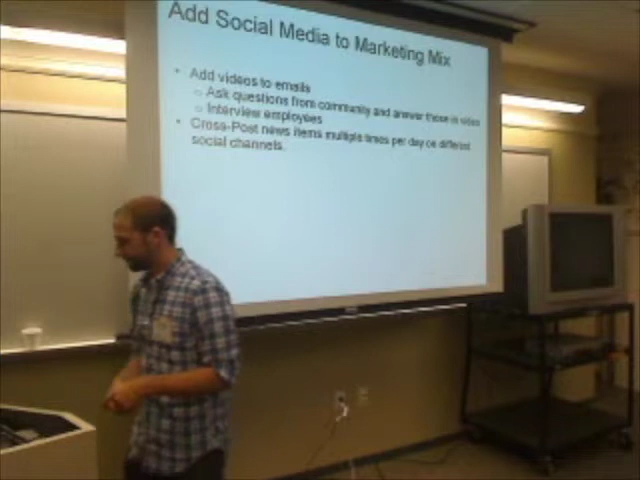 Add Social Media to Marketing Mix
• Add videos to emails
o Ask questions from community and answer those in video
o Interview employees
• Cross-Post news items multiple times per day on different
social channels.